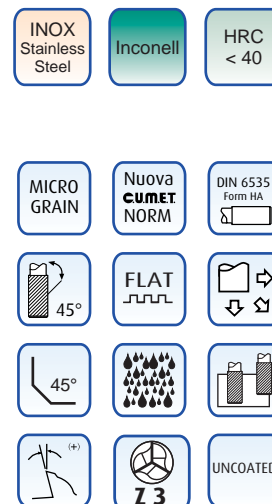 INOX
Stainless
Steel
Inconell
HRC
< 40
MICRO
GRAIN
Nuova
C.U.M.E.T.
NORM
DIN 6535
Form HA
45°
FLAT
45°
(+)
Z 3
UNCOATED